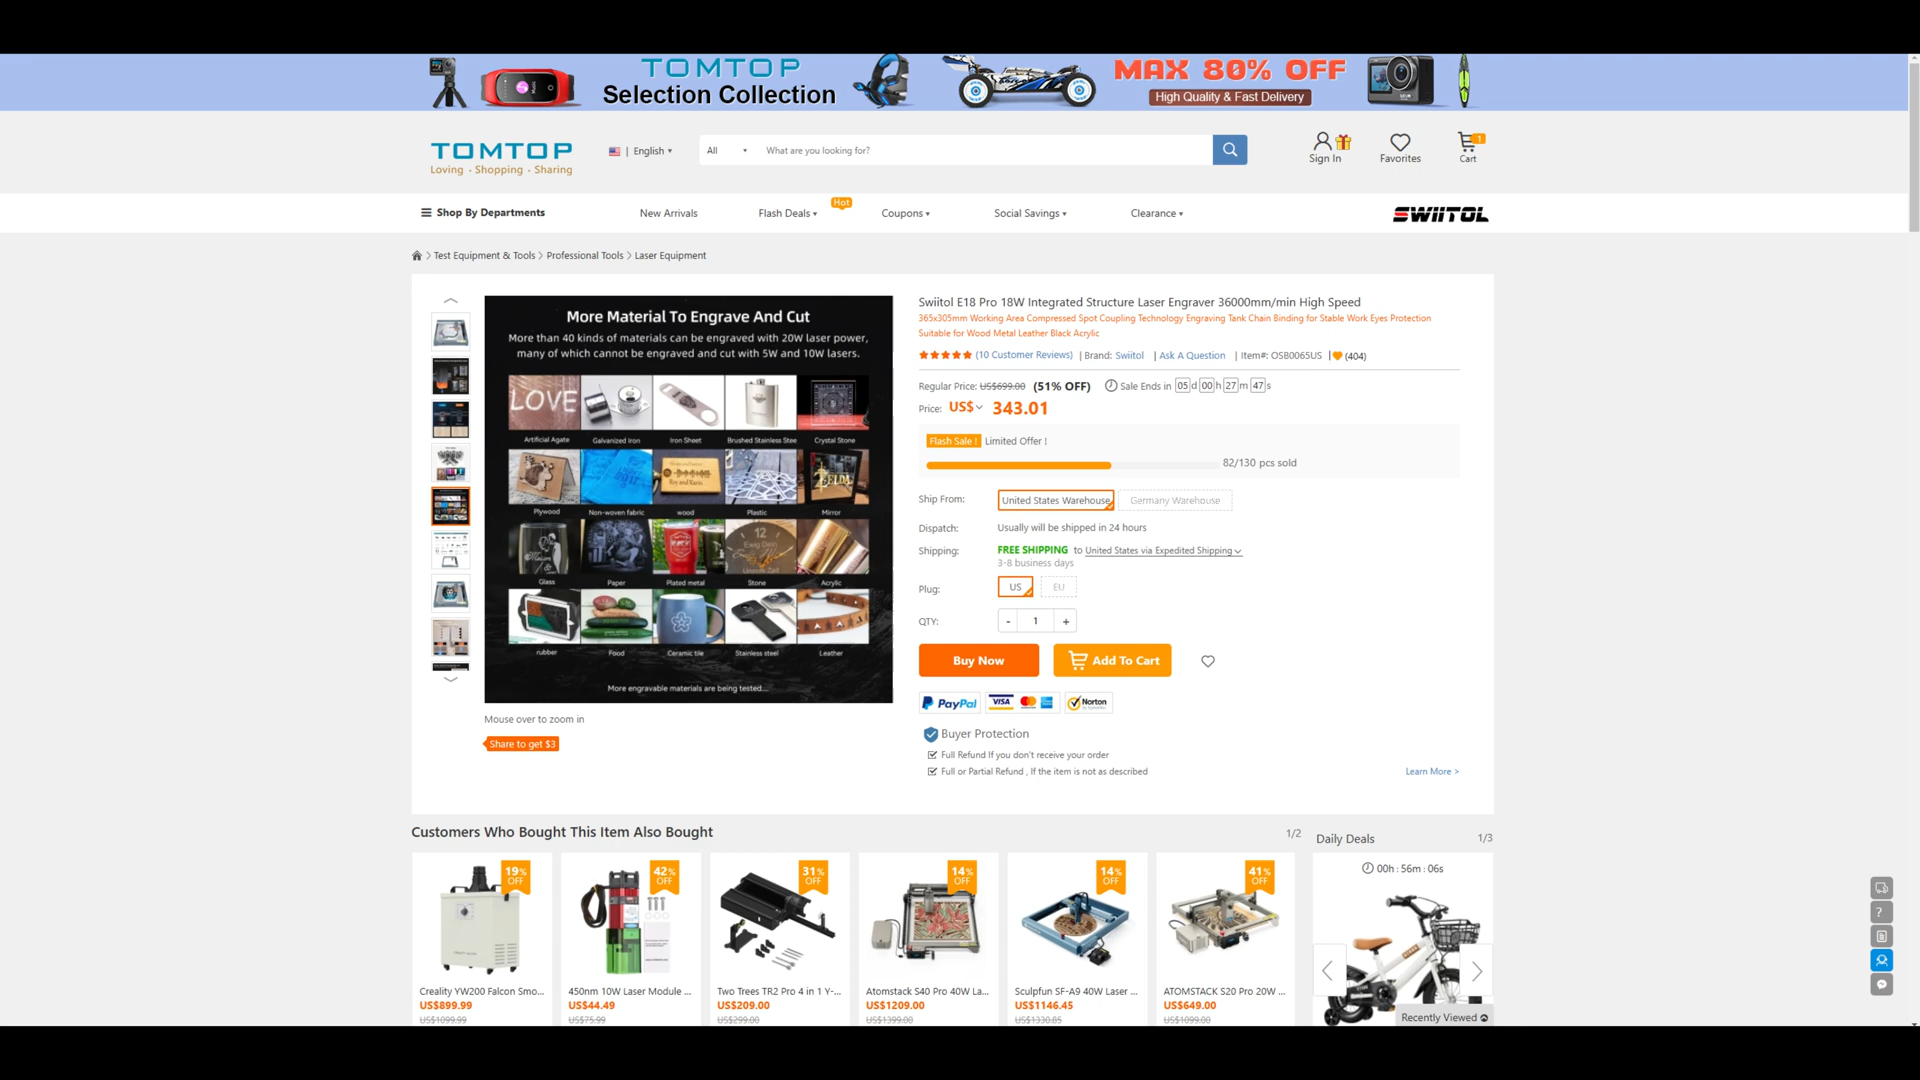 TOMTOP
Selection Collection
MAX 80% OFF
High Quality & Fast Delivery
TOMTOP
Loving • Shopping • Sharing
| English
All
What are you looking for?
Sign In
Favorites
1
Cart
Shop By Departments
New Arrivals
Flash Deals
Hot
Coupons
Social Savings
Clearance
SWIITOL
Test Equipment & Tools > Professional Tools > Laser Equipment
More Material To Engrave And Cut
More than 40 kinds of materials can be engraved with 20W laser power,
many of which cannot be engraved and cut with 5W and 10W lasers.
LOVE
Artificial Agate Galvanized Iron Iron Sheet Brushed Stainless Stee Crystal Stone
Plywood Non-woven fabric wood Plastic Mirror
Glass Paper Plated metal Stone Acrylic
rubber Food Ceramic tile Stainless steel Leather
More engravable materials are being tested...
Mouse over to zoom in
Share to get $3
Swiitol E18 Pro 18W Integrated Structure Laser Engraver 36000mm/min High Speed
365x305mm Working Area Compressed Spot Coupling Technology Engraving Tank Chain Binding for Stable Work Eyes Protection
Suitable for Wood Metal Leather Black Acrylic
(10 Customer Reviews) | Brand: Swiitol | Ask A Question | Item#: OSB0065US | (404)
Regular Price: US$699.00 (51% OFF) Sale Ends in 05 d 00 h 27 m 47 s
Price: US$ 343.01
Flash Sale ! Limited Offer !
82/130 pcs sold
Ship From: United States Warehouse Germany Warehouse
Dispatch: Usually will be shipped in 24 hours
Shipping: FREE SHIPPING to United States via Expedited Shipping
3-8 business days
Plug: US EU
QTY: - 1 +
Buy Now
Add To Cart
PayPal VISA Norton
Buyer Protection
Full Refund If you don't receive your order
Full or Partial Refund , If the item is not as described
Learn More >
Customers Who Bought This Item Also Bought
1/2
Daily Deals
1/3
19% OFF
42% OFF
31% OFF
14% OFF
14% OFF
41% OFF
00h : 56m : 06s
Creality YW200 Falcon Smo...
US$899.99
US$1099.99
450nm 10W Laser Module ...
US$44.49
US$75.99
Two Trees TR2 Pro 4 in 1 Y-...
US$209.00
US$299.00
Atomstack S40 Pro 40W La...
US$1209.00
US$1399.00
Sculpfun SF-A9 40W Laser ...
US$1146.45
US$1330.85
ATOMSTACK S20 Pro 20W ...
US$649.00
US$1099.00
Recently Viewed